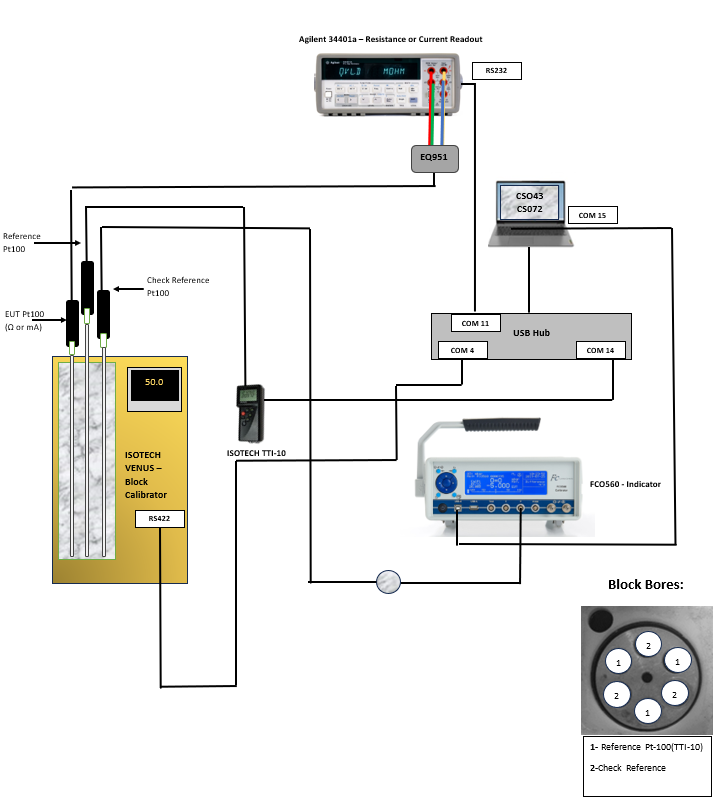 Agilent 34401a – Resistance or Current Readout
Agilent
OVLD MOHM
RS232
EQ951
CSO43
CS072
COM 15
Reference
Pt100
Check Reference
Pt100
EUT Pt100
(Ω or mA)
COM 11
USB Hub
COM 4
COM 14
50.0
ISOTECH
VENUS –
Block
Calibrator
RS422
ISOTECH TTI-10
FCO560 - Indicator
Block Bores:
2
1
1
2
2
1
1- Reference Pt-100(TTI-10)
2-Check Reference